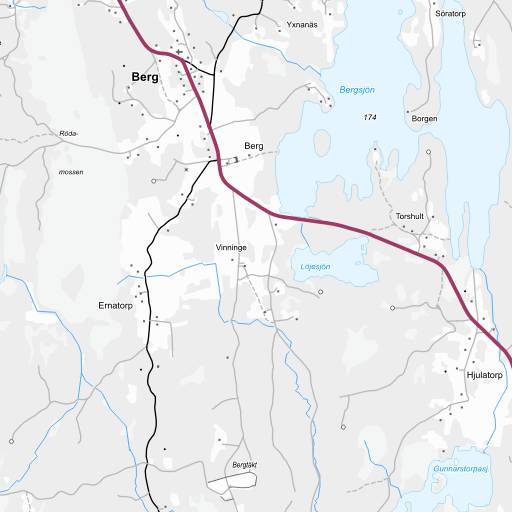 Söratorp
Yxnanäs
Berg
Bergsjön
174
Borgen
Röda-
Berg
mossen
Torshult
Vinninge
Löjesjön
Ernatorp
Hjulatorp
Bergtäkt
Gunnarstorpasj.